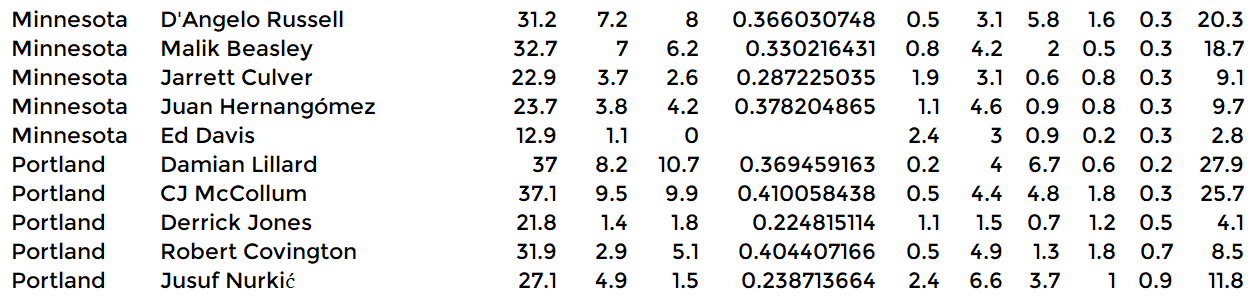 Minnesota D'Angelo Russell 31.2 7.2 8 0.366030748 0.5 3.1 5.8 1.6 0.3 20.3
Minnesota Malik Beasley 32.7 7 6.2 0.330216431 0.8 4.2 2 0.5 0.3 18.7
Minnesota Jarrett Culver 22.9 3.7 2.6 0.287225035 1.9 3.1 0.6 0.8 0.3 9.1
Minnesota Juan Hernangómez 23.7 3.8 4.2 0.378204865 1.1 4.6 0.9 0.8 0.3 9.7
Minnesota Ed Davis 12.9 1.1 0 2.4 3 0.9 0.2 0.3 2.8
Portland Damian Lillard 37 8.2 10.7 0.369459163 0.2 4 6.7 0.6 0.2 27.9
Portland CJ McCollum 37.1 9.5 9.9 0.410058438 0.5 4.4 4.8 1.8 0.3 25.7
Portland Derrick Jones 21.8 1.4 1.8 0.224815114 1.1 1.5 0.7 1.2 0.5 4.1
Portland Robert Covington 31.9 2.9 5.1 0.404407166 0.5 4.9 1.3 1.8 0.7 8.5
Portland Jusuf Nurkić 27.1 4.9 1.5 0.238713664 2.4 6.6 3.7 1 0.9 11.8